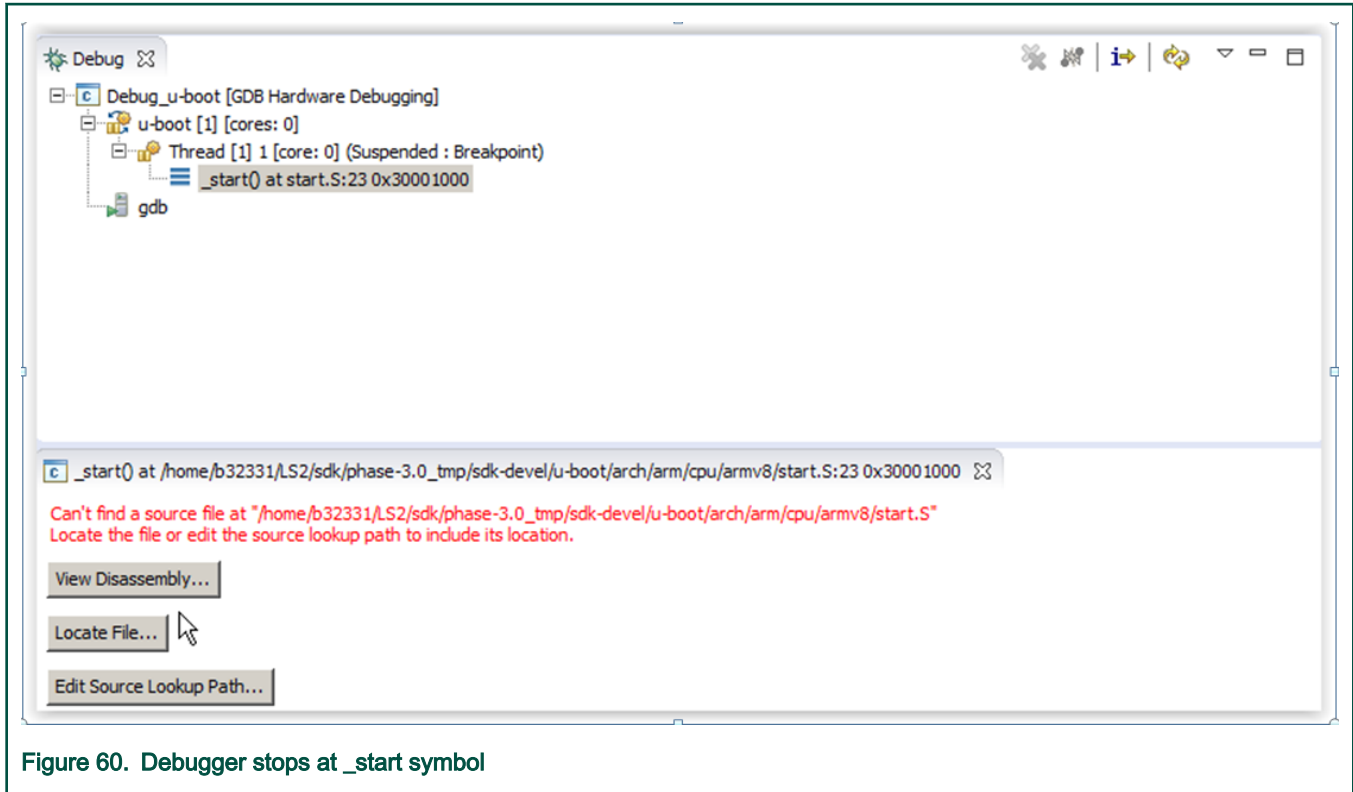 Debug
Debug_u-boot [GDB Hardware Debugging]
u-boot [1] [cores: 0]
Thread [1] 1 [core: 0] (Suspended : Breakpoint)
_start() at start.S:23 0x30001000
gdb
_start() at /home/b32331/LS2/sdk/phase-3.0_tmp/sdk-devel/u-boot/arch/arm/cpu/armv8/start.S:23 0x30001000
Can't find a source file at "/home/b32331/LS2/sdk/phase-3.0_tmp/sdk-devel/u-boot/arch/arm/cpu/armv8/start.S"
Locate the file or edit the source lookup path to include its location.
View Disassembly...
Locate File...
Edit Source Lookup Path...
Figure 60. Debugger stops at _start symbol